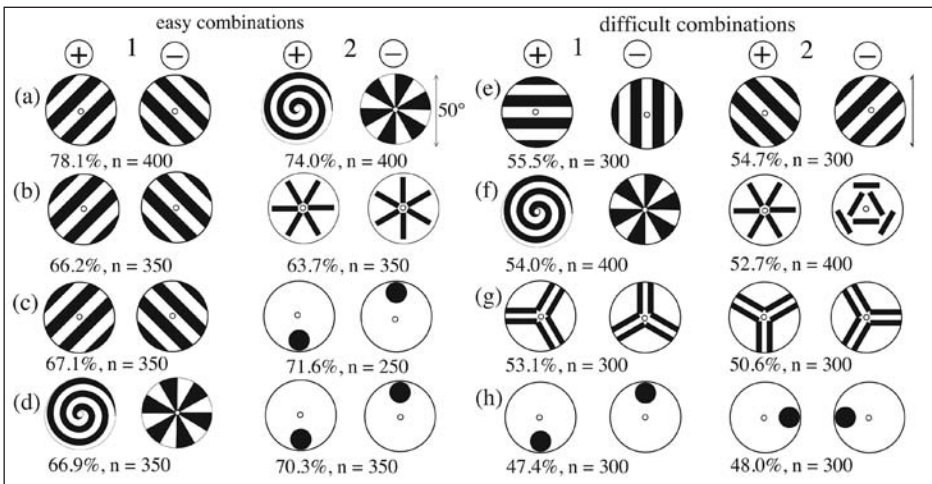 easy combinations difficult combinations
+ 1 − + 2 − + 1 − + 2 −
(a) 50° (e)
78.1%, n = 400 74.0%, n = 400 55.5%, n = 300 54.7%, n = 300
(b) (f)
66.2%, n = 350 63.7%, n = 350 54.0%, n = 400 52.7%, n = 400
(c) (g)
67.1%, n = 350 71.6%, n = 250 53.1%, n = 300 50.6%, n = 300
(d) (h)
66.9%, n = 350 70.3%, n = 350 47.4%, n = 300 48.0%, n = 300